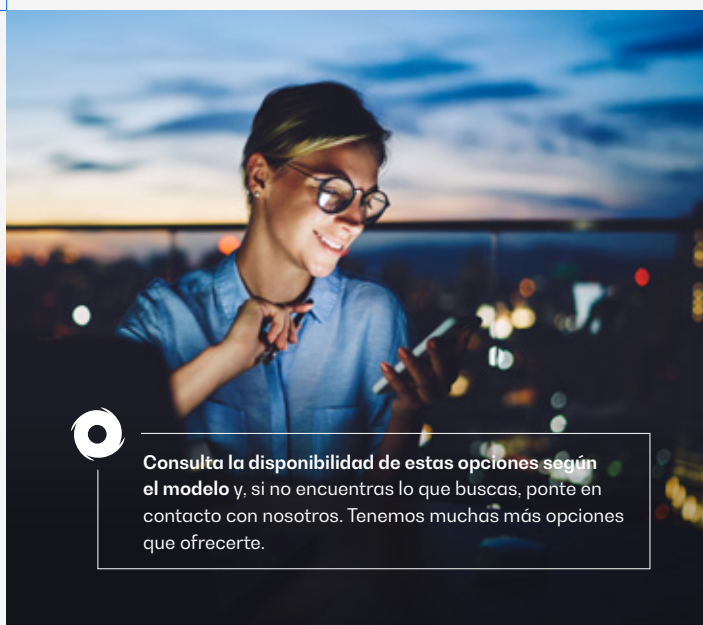 Consulta la disponibilidad de estas opciones según
el modelo y, si no encuentras lo que buscas, ponte en
contacto con nosotros. Tenemos muchas más opciones
que ofrecerte.